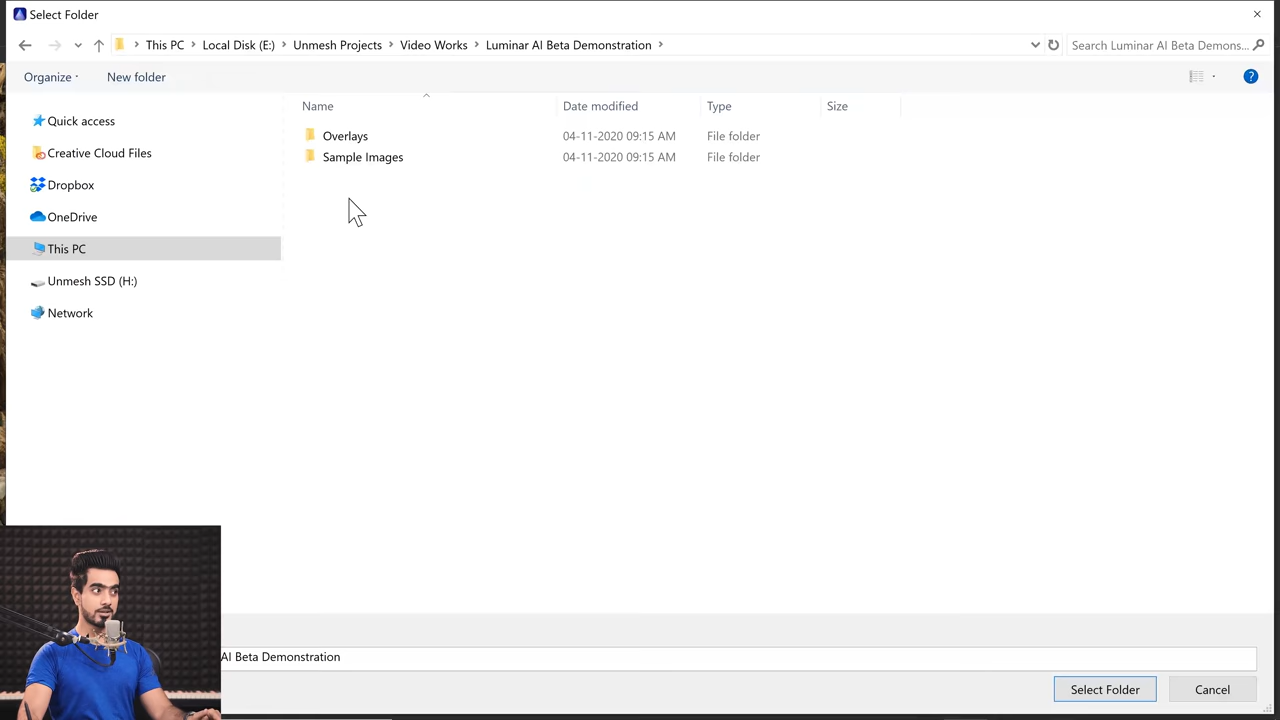 Select Folder
This PC Local Disk (E:) Unmesh Projects Video Works Luminar AI Beta Demonstration Search Luminar AI Beta Demons...
Organize New folder ?
Name Date modified Type Size
Quick access
Overlays 04-11-2020 09:15 AM File folder
Creative Cloud Files
Sample Images 04-11-2020 09:15 AM File folder
Dropbox
OneDrive
This PC
Unmesh SSD (H:)
Network
AI Beta Demonstration
Select Folder Cancel